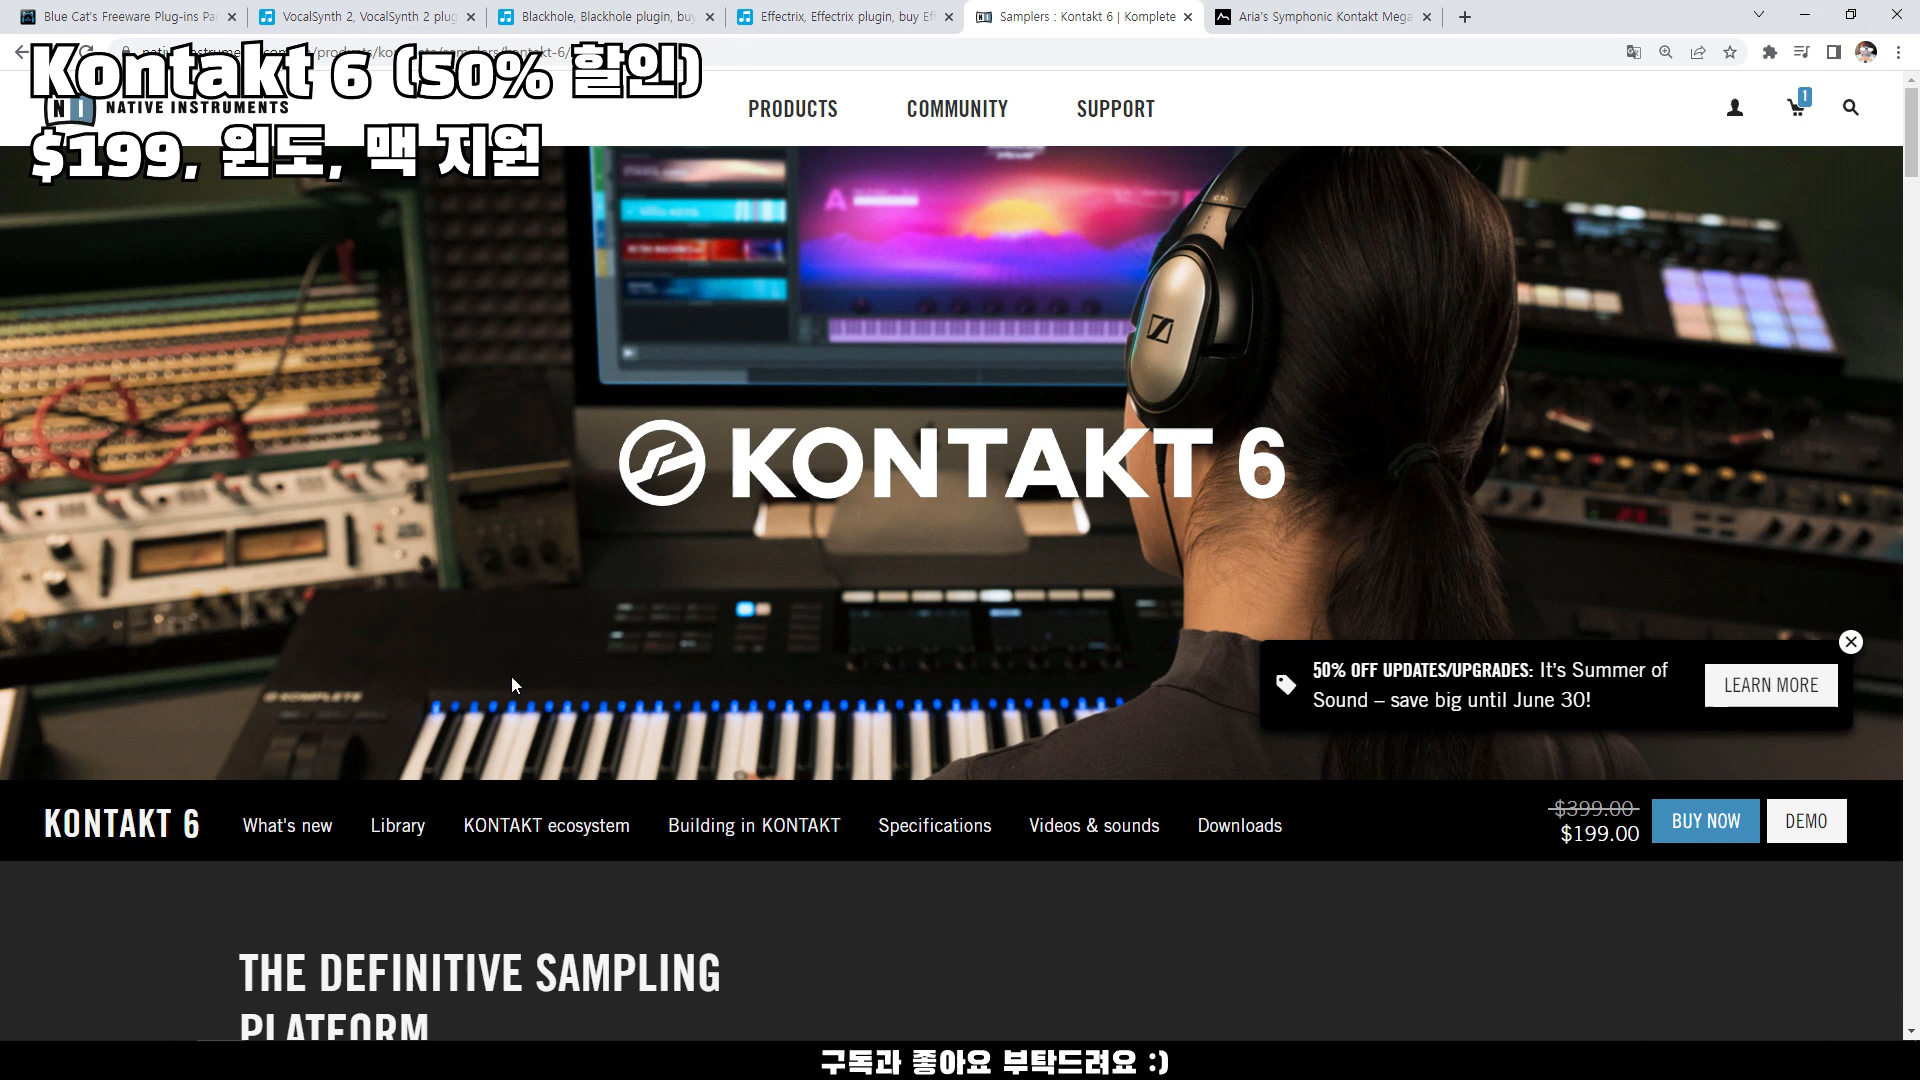 Blue Cat's Freeware Plug-ins Pa
VocalSynth 2, VocalSynth 2 plug
Blackhole, Blackhole plugin, buy
Effectrix, Effectrix plugin, buy Ef
Samplers : Kontakt 6 | Komplete
Aria's Symphonic Kontakt Mega
Kontakt 6 (50% 할인)
$199, 윈도, 맥 지원
NATIVE INSTRUMENTS
PRODUCTS
COMMUNITY
SUPPORT
1
KONTAKT 6
KOMPLETE
50% OFF UPDATES/UPGRADES: It's Summer of
Sound – save big until June 30!
LEARN MORE
KONTAKT 6
What's new
Library
KONTAKT ecosystem
Building in KONTAKT
Specifications
Videos & sounds
Downloads
$399.00
$199.00
BUY NOW
DEMO
THE DEFINITIVE SAMPLING
PLATFORM
구독과 좋아요 부탁드려요 :)